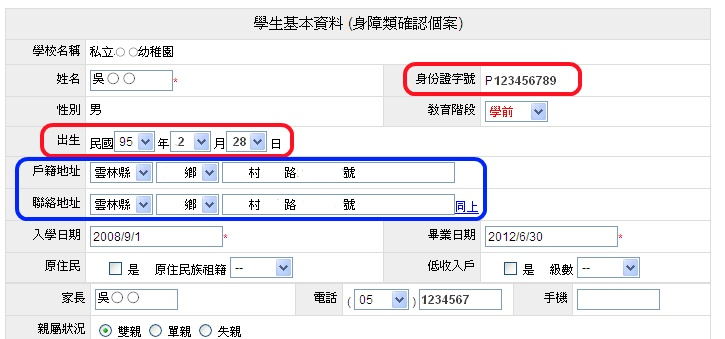 學生基本資料 (身障類確認個案)
學校名稱 私立○○幼稚園
姓名 吳○○ * 身份證字號 P123456789
性別 男 教育階段 學前
出生 民國 95 年 2 月 28 日
戶籍地址 雲林縣 鄉 村 路 號
聯絡地址 雲林縣 鄉 村 路 號 同上
入學日期 2008/9/1 * 畢業日期 2012/6/30 *
原住民 是 原住民族祖籍 -- 低收入戶 是 級數 --
家長 吳○○ 電話 ( 05 ) 1234567 手機
親屬狀況 雙親 單親 失親